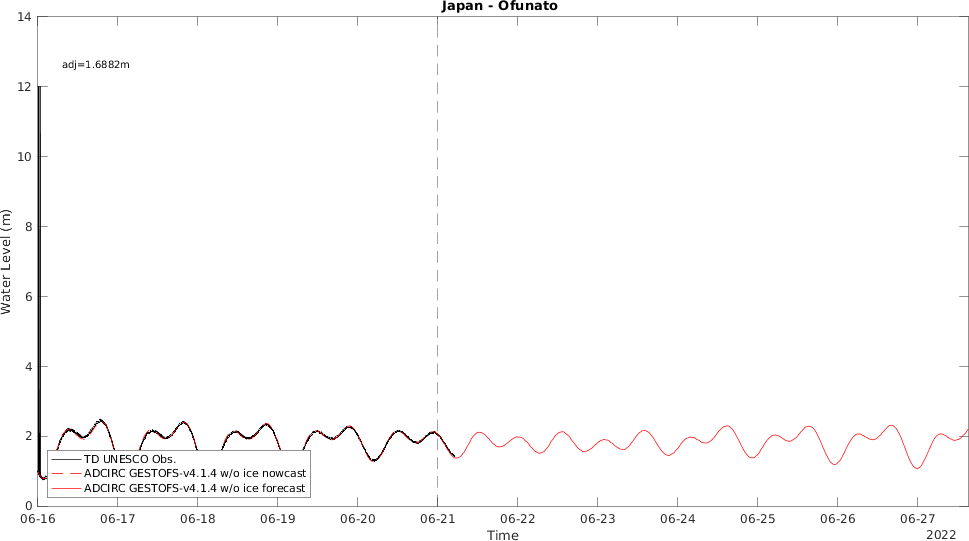 Japan - Ofunato
14
adj=1.6882m
12
10
8
6
4
2
0
Water Level (m)
TD UNESCO Obs.
ADCIRC GESTOFS-v4.1.4 w/o ice nowcast
ADCIRC GESTOFS-v4.1.4 w/o ice forecast
06-16 06-17 06-18 06-19 06-20 06-21 06-22 06-23 06-24 06-25 06-26 06-27
Time
2022